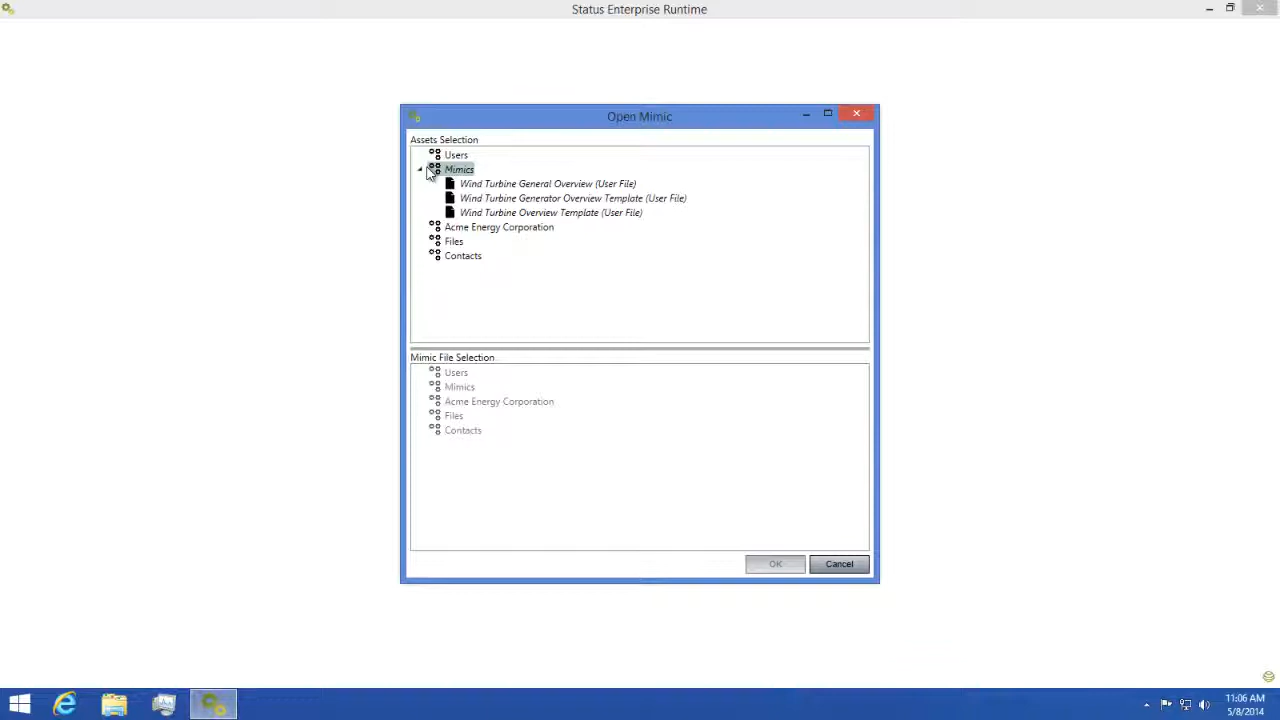 Status Enterprise Runtime
Open Mimic
Assets Selection
Users
Mimics
Wind Turbine General Overview (User File)
Wind Turbine Generator Overview Template (User File)
Wind Turbine Overview Template (User File)
Acme Energy Corporation
Files
Contacts
Mimic File Selection
Users
Mimics
Acme Energy Corporation
Files
Contacts
OK Cancel
11:06 AM
5/8/2014